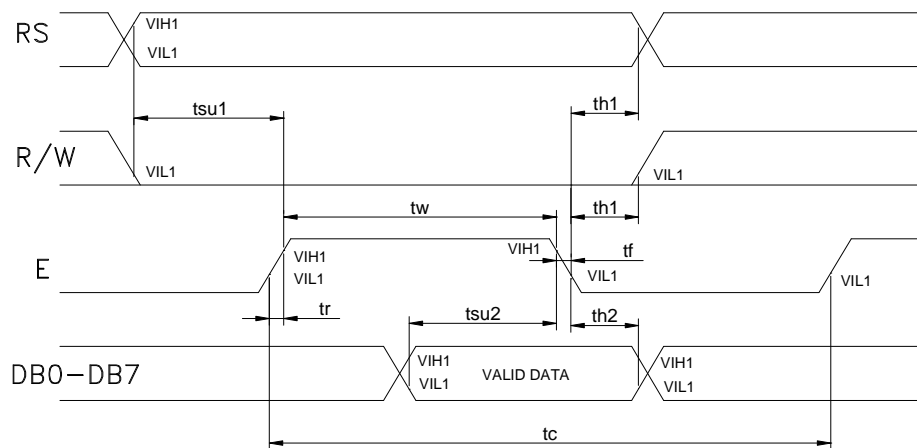 RS
VIH1
VIL1
tsu1
th1
R/W
VIL1
VIL1
tw
th1
E
VIH1
VIL1
VIH1
tf
VIL1
VIL1
tr
tsu2
th2
DB0-DB7
VIH1
VIL1
VALID DATA
VIH1
VIL1
tc